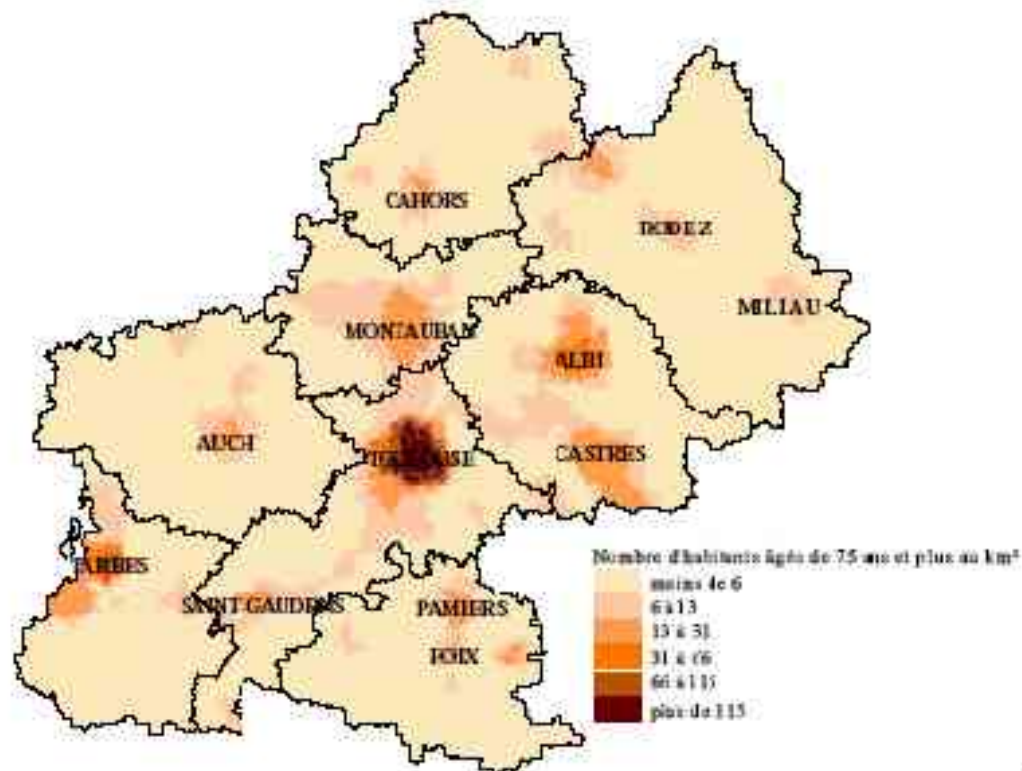 CAHORS
RODEZ
MILLAU
MONTAUBAN
ALBI
AUCH
TOULOUSE
CASTRES
TARBES
SAINT GAUDENS
PAMIERS
FOIX
Nombre d'habitants âgés de 75 ans et plus au km²
moins de 6
6 à 13
13 à 31
31 à 66
66 à 115
plus de 115